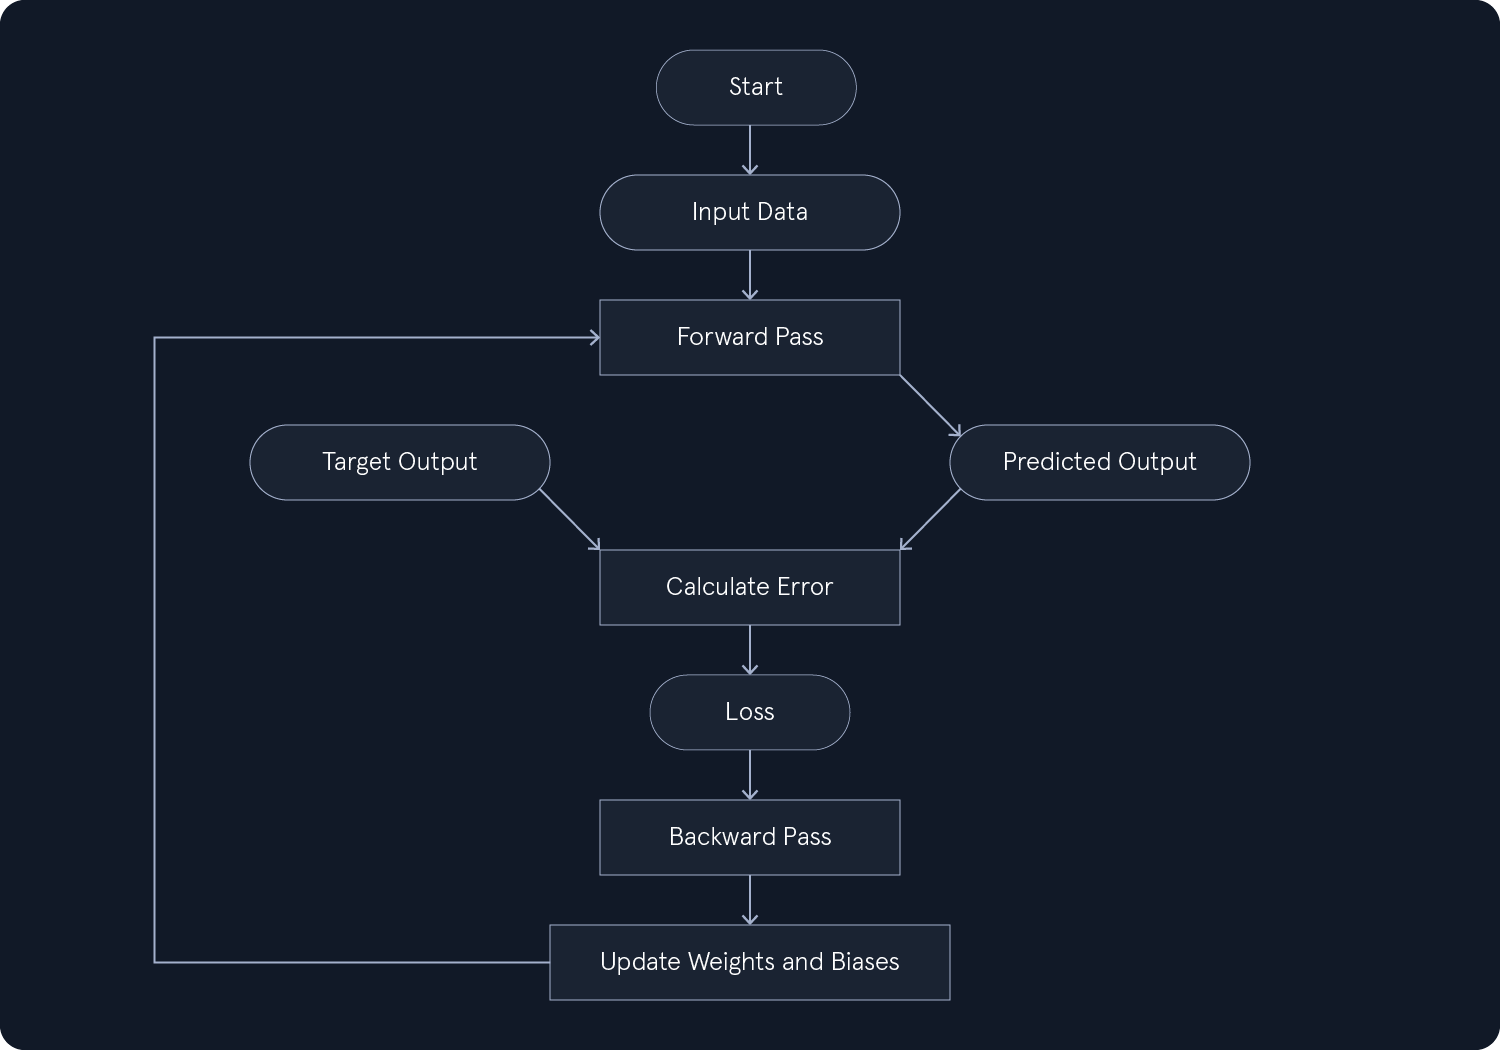 Start
Input Data
Forward Pass
Target Output
Predicted Output
Calculate Error
Loss
Backward Pass
Update Weights and Biases